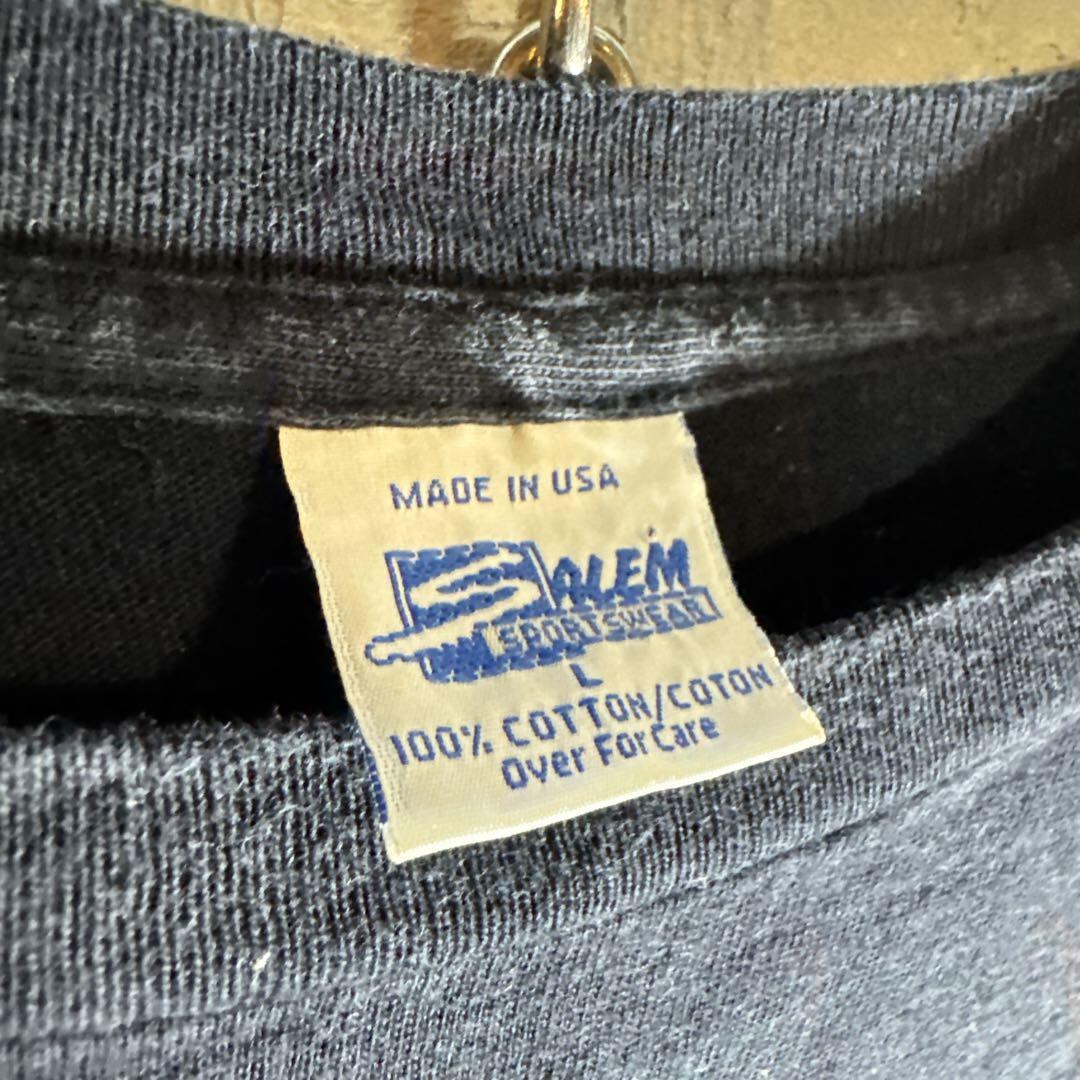 MADE IN USA
SALEM
SPORTSWEAR
L
100% COTTON/COTON
Over For Care